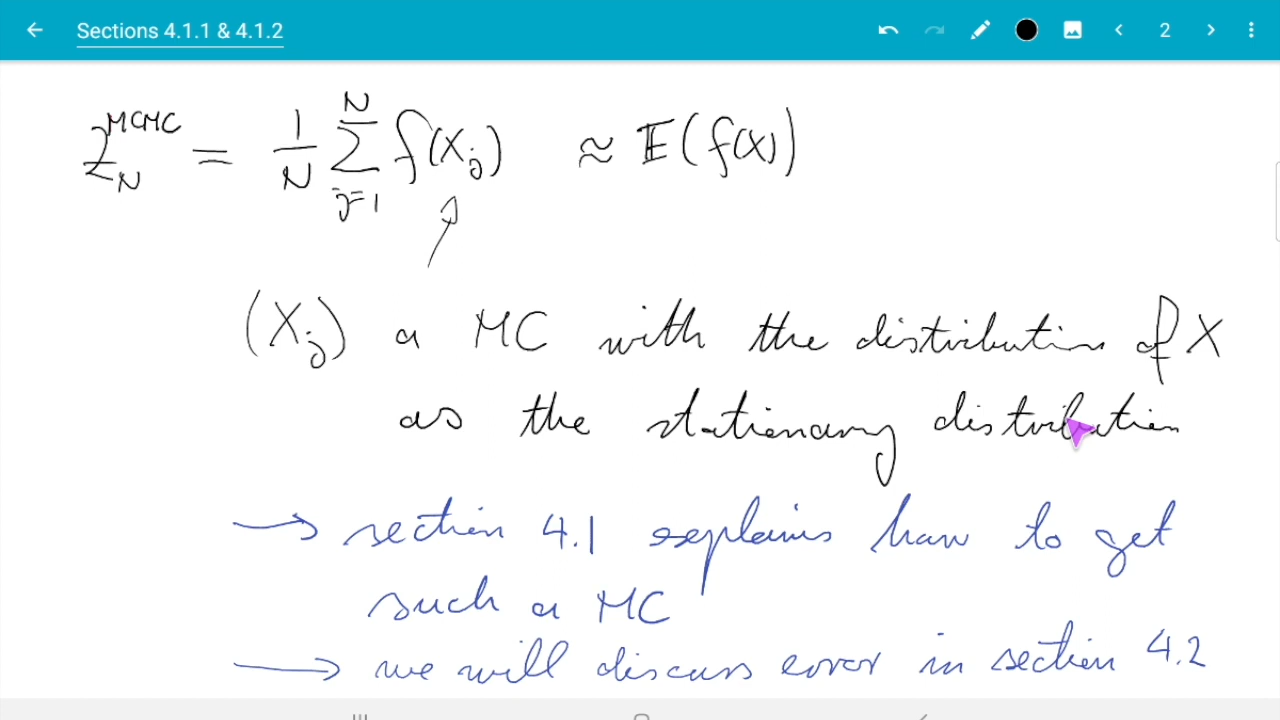 Sections 4.1.1 & 4.1.2
2
Z_N^{MCMC} = \frac{1}{N} \sum_{j=1}^{N} f(X_j) ≈ 𝔼(f(X))
(X_j) a MC with the distribution of X
as the stationary distribution
→ section 4.1 explains how to get
such a MC
→ we will discuss error in section 4.2